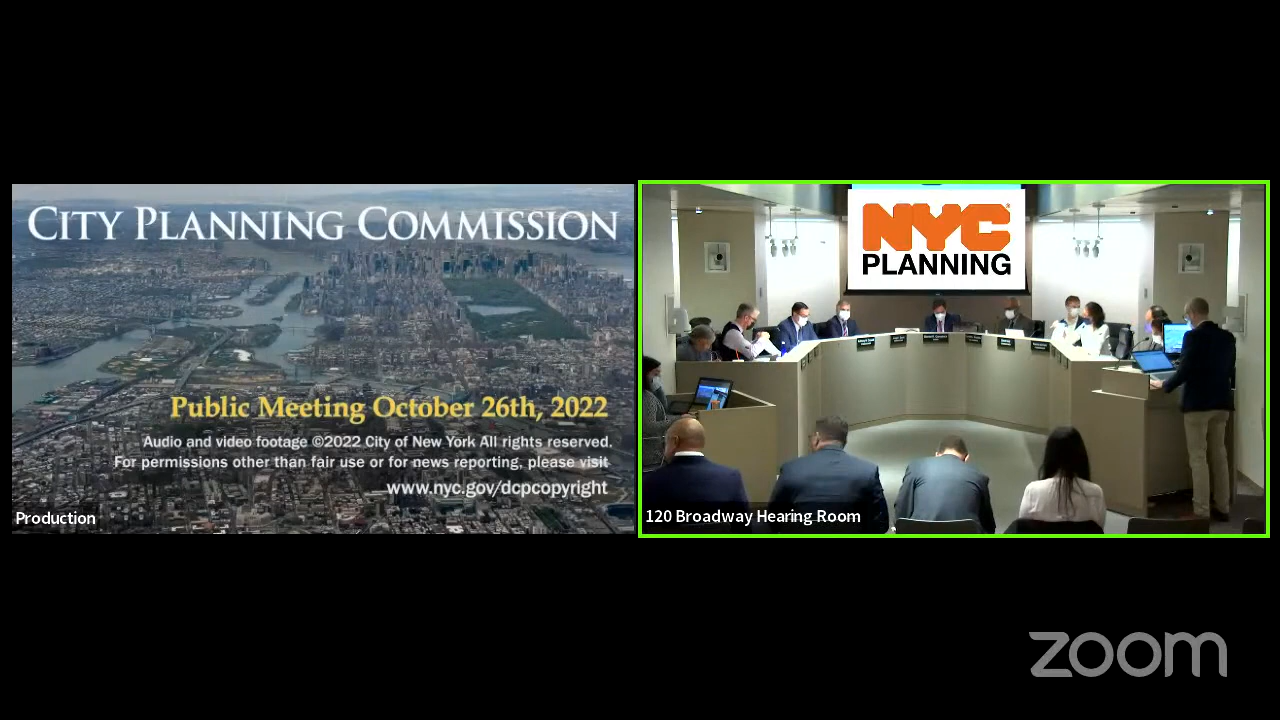 CITY PLANNING COMMISSION
Public Meeting October 26th, 2022
Audio and video footage ©2022 City of New York All rights reserved.
For permissions other than fair use or for news reporting, please visit
www.nyc.gov/dcpcopyright
Production
NYC
PLANNING
120 Broadway Hearing Room
zoom